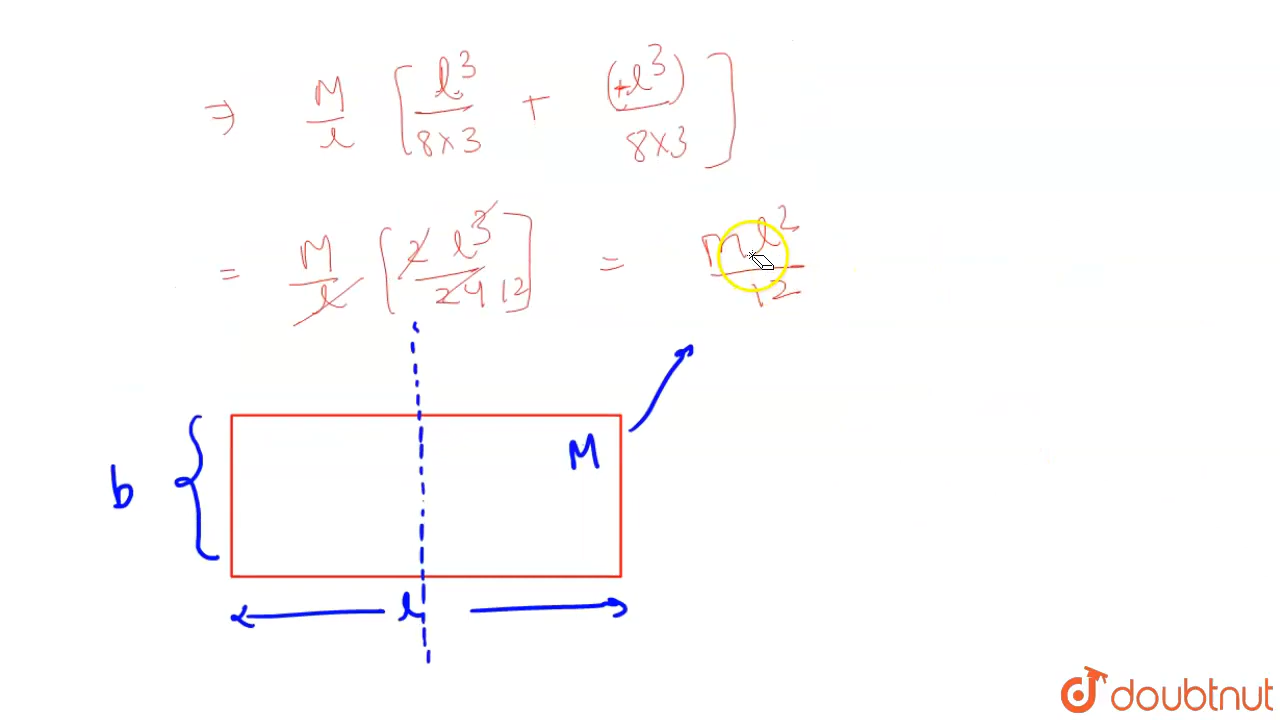 ⇒ M/l [ l³/(8×3) + (+l³)/(8×3) ]
= M/l [ 2 l³/24 12 ] = ml²/12
M
b
l
doubtnut